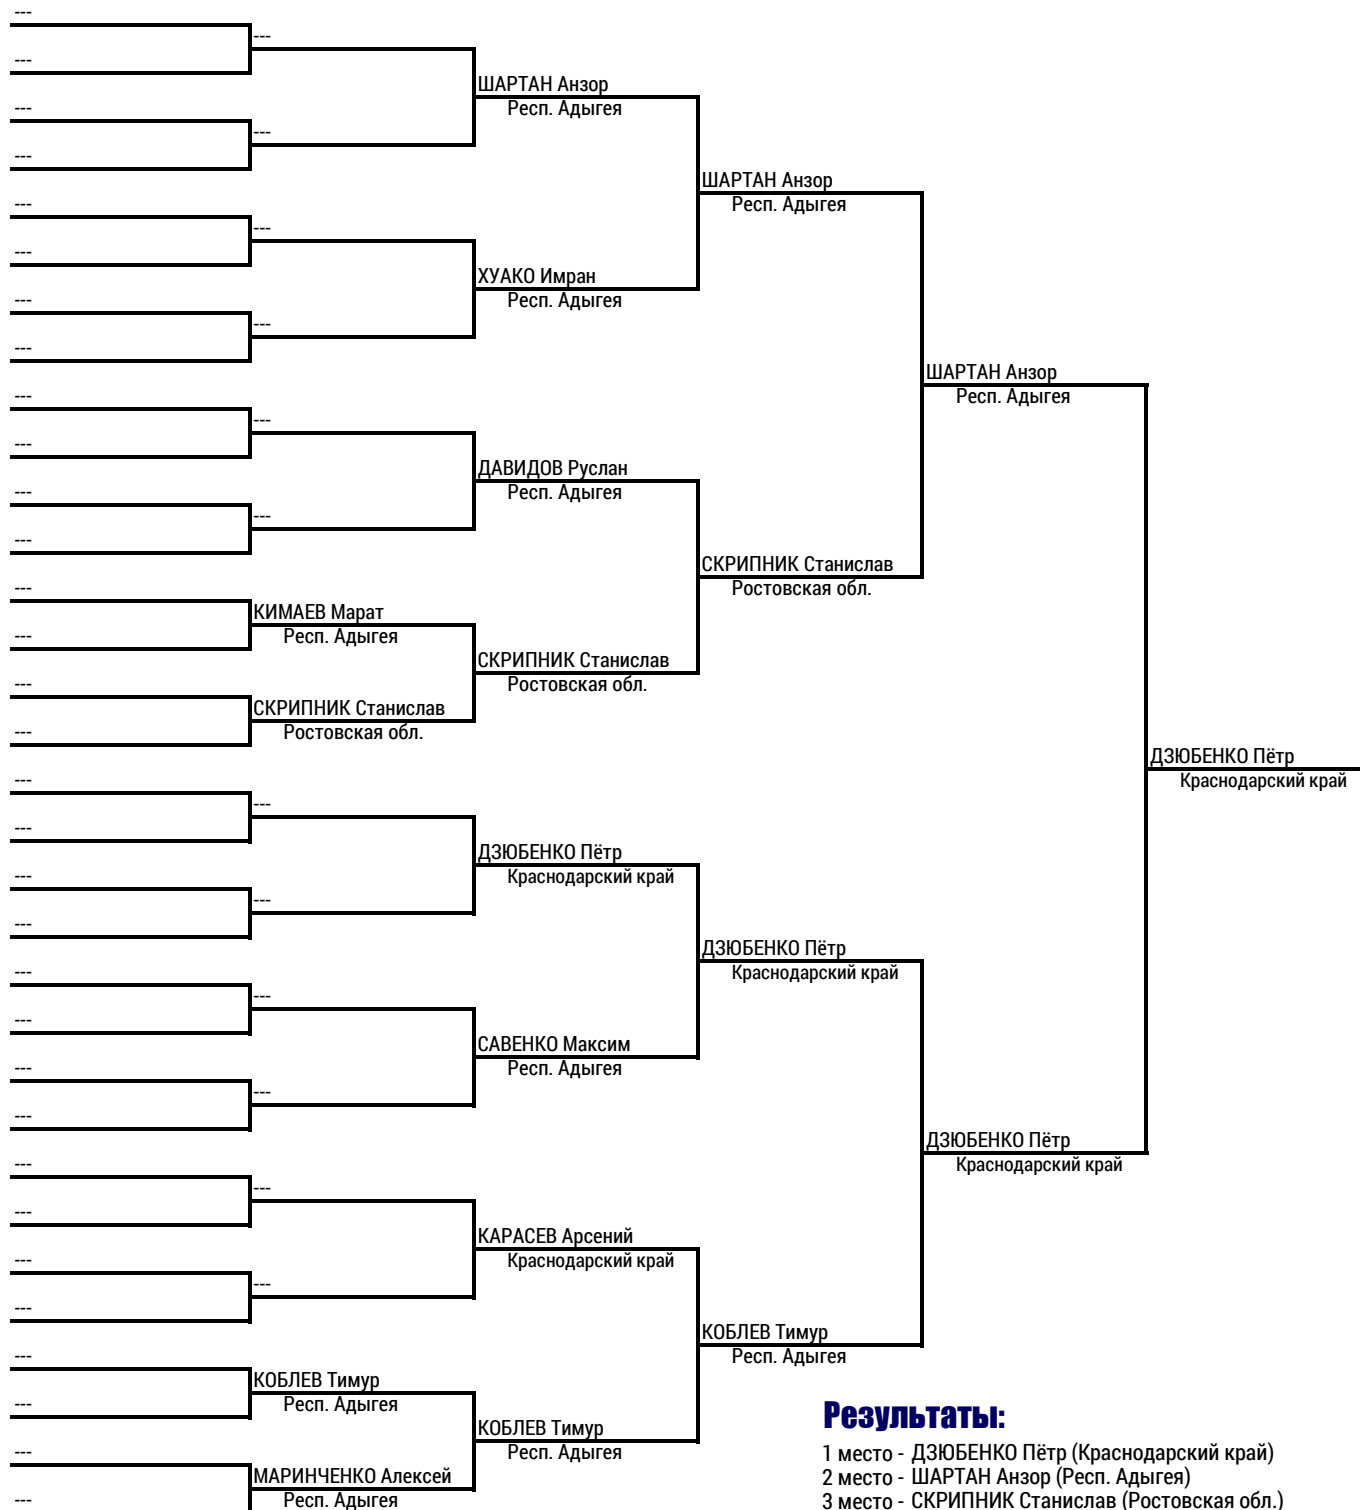 ---
---
---
---
---
---
ШАРТАН Анзор
Респ. Адыгея
ШАРТАН Анзор
Респ. Адыгея
---
---
---
---
---
---
ХУАКО Имран
Респ. Адыгея
ШАРТАН Анзор
Респ. Адыгея
---
---
---
---
---
---
ДАВИДОВ Руслан
Респ. Адыгея
СКРИПНИК Станислав
Ростовская обл.
---
---
КИМАЕВ Марат
Респ. Адыгея
СКРИПНИК Станислав
Ростовская обл.
---
---
СКРИПНИК Станислав
Ростовская обл.
ДЗЮБЕНКО Пётр
Краснодарский край
---
---
---
---
---
---
ДЗЮБЕНКО Пётр
Краснодарский край
ДЗЮБЕНКО Пётр
Краснодарский край
---
---
---
---
---
---
САВЕНКО Максим
Респ. Адыгея
ДЗЮБЕНКО Пётр
Краснодарский край
---
---
---
---
---
---
КАРАСЕВ Арсений
Краснодарский край
КОБЛЕВ Тимур
Респ. Адыгея
---
---
КОБЛЕВ Тимур
Респ. Адыгея
КОБЛЕВ Тимур
Респ. Адыгея
---
---
МАРИНЧЕНКО Алексей
Респ. Адыгея
Результаты:
1 место - ДЗЮБЕНКО Пётр (Краснодарский край)
2 место - ШАРТАН Анзор (Респ. Адыгея)
3 место - СКРИПНИК Станислав (Ростовская обл.)